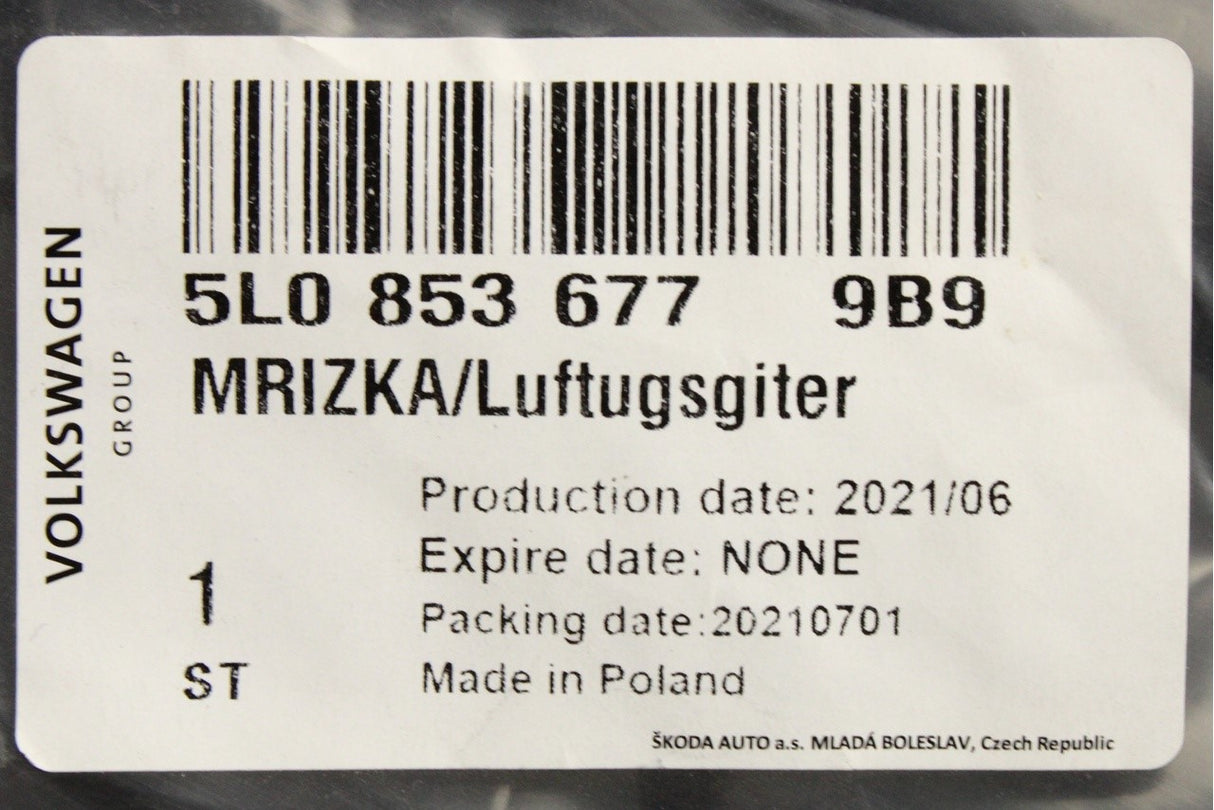 VOLKSWAGEN
GROUP
5L0 853 677 9B9
MRIZKA/Luftugsgiter
Production date: 2021/06
Expire date: NONE
1
Packing date:20210701
ST
Made in Poland
ŠKODA AUTO a.s. MLADÁ BOLESLAV, Czech Republic